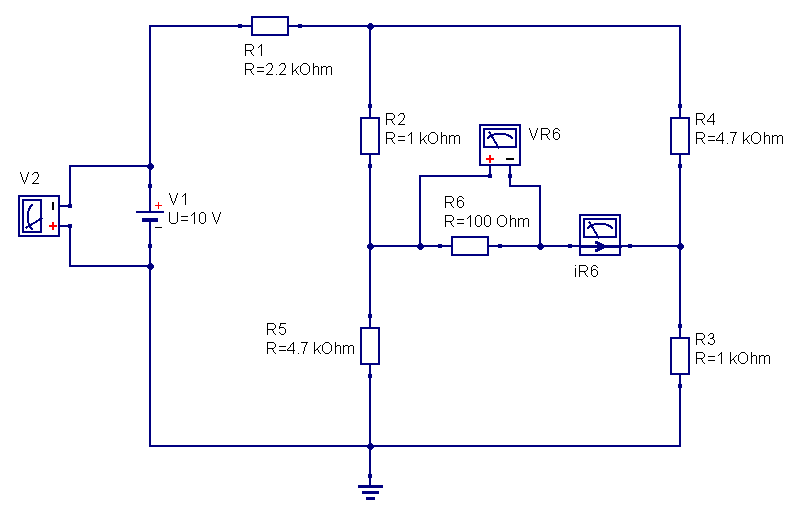 R1
R=2.2 kOhm
R2
R=1 kOhm
VR6
+ –
R4
R=4.7 kOhm
V2
–
+
V1
U=10 V
+
–
R6
R=100 Ohm
iR6
R5
R=4.7 kOhm
R3
R=1 kOhm